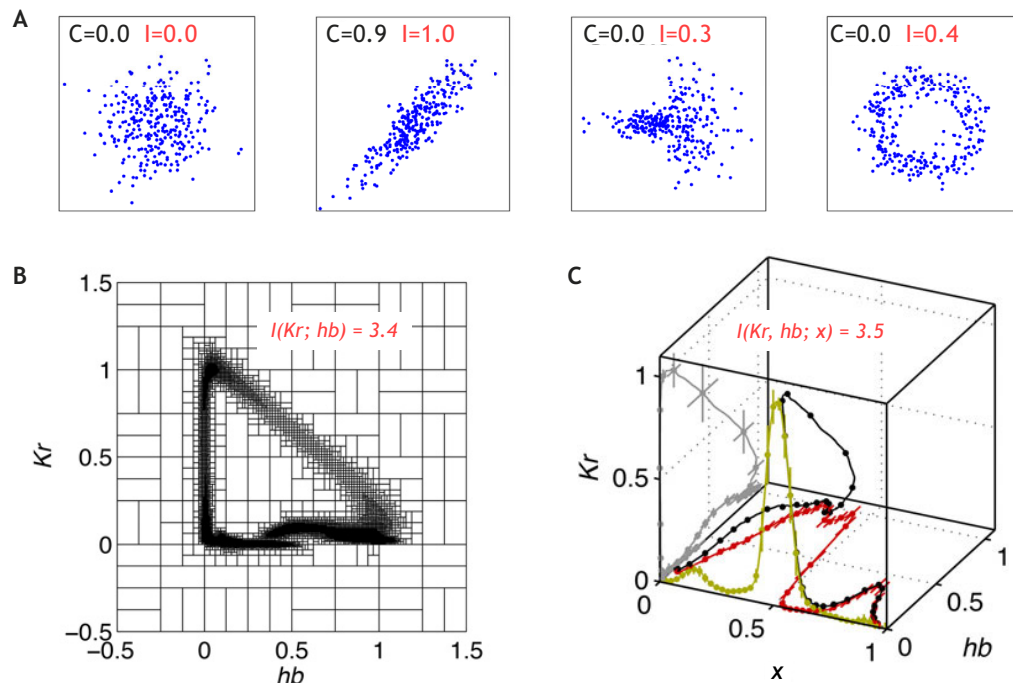 A
C=0.0 I=0.0
C=0.9 I=1.0
C=0.0 I=0.3
C=0.0 I=0.4
B
1.5
1
0.5
0
−0.5
Kr
−0.5 0 0.5 1 1.5
hb
I(Kr; hb) = 3.4
C
I(Kr, hb; x) = 3.5
Kr
1
0.5
0
0
0.5
1
x
0
0.5
1
hb